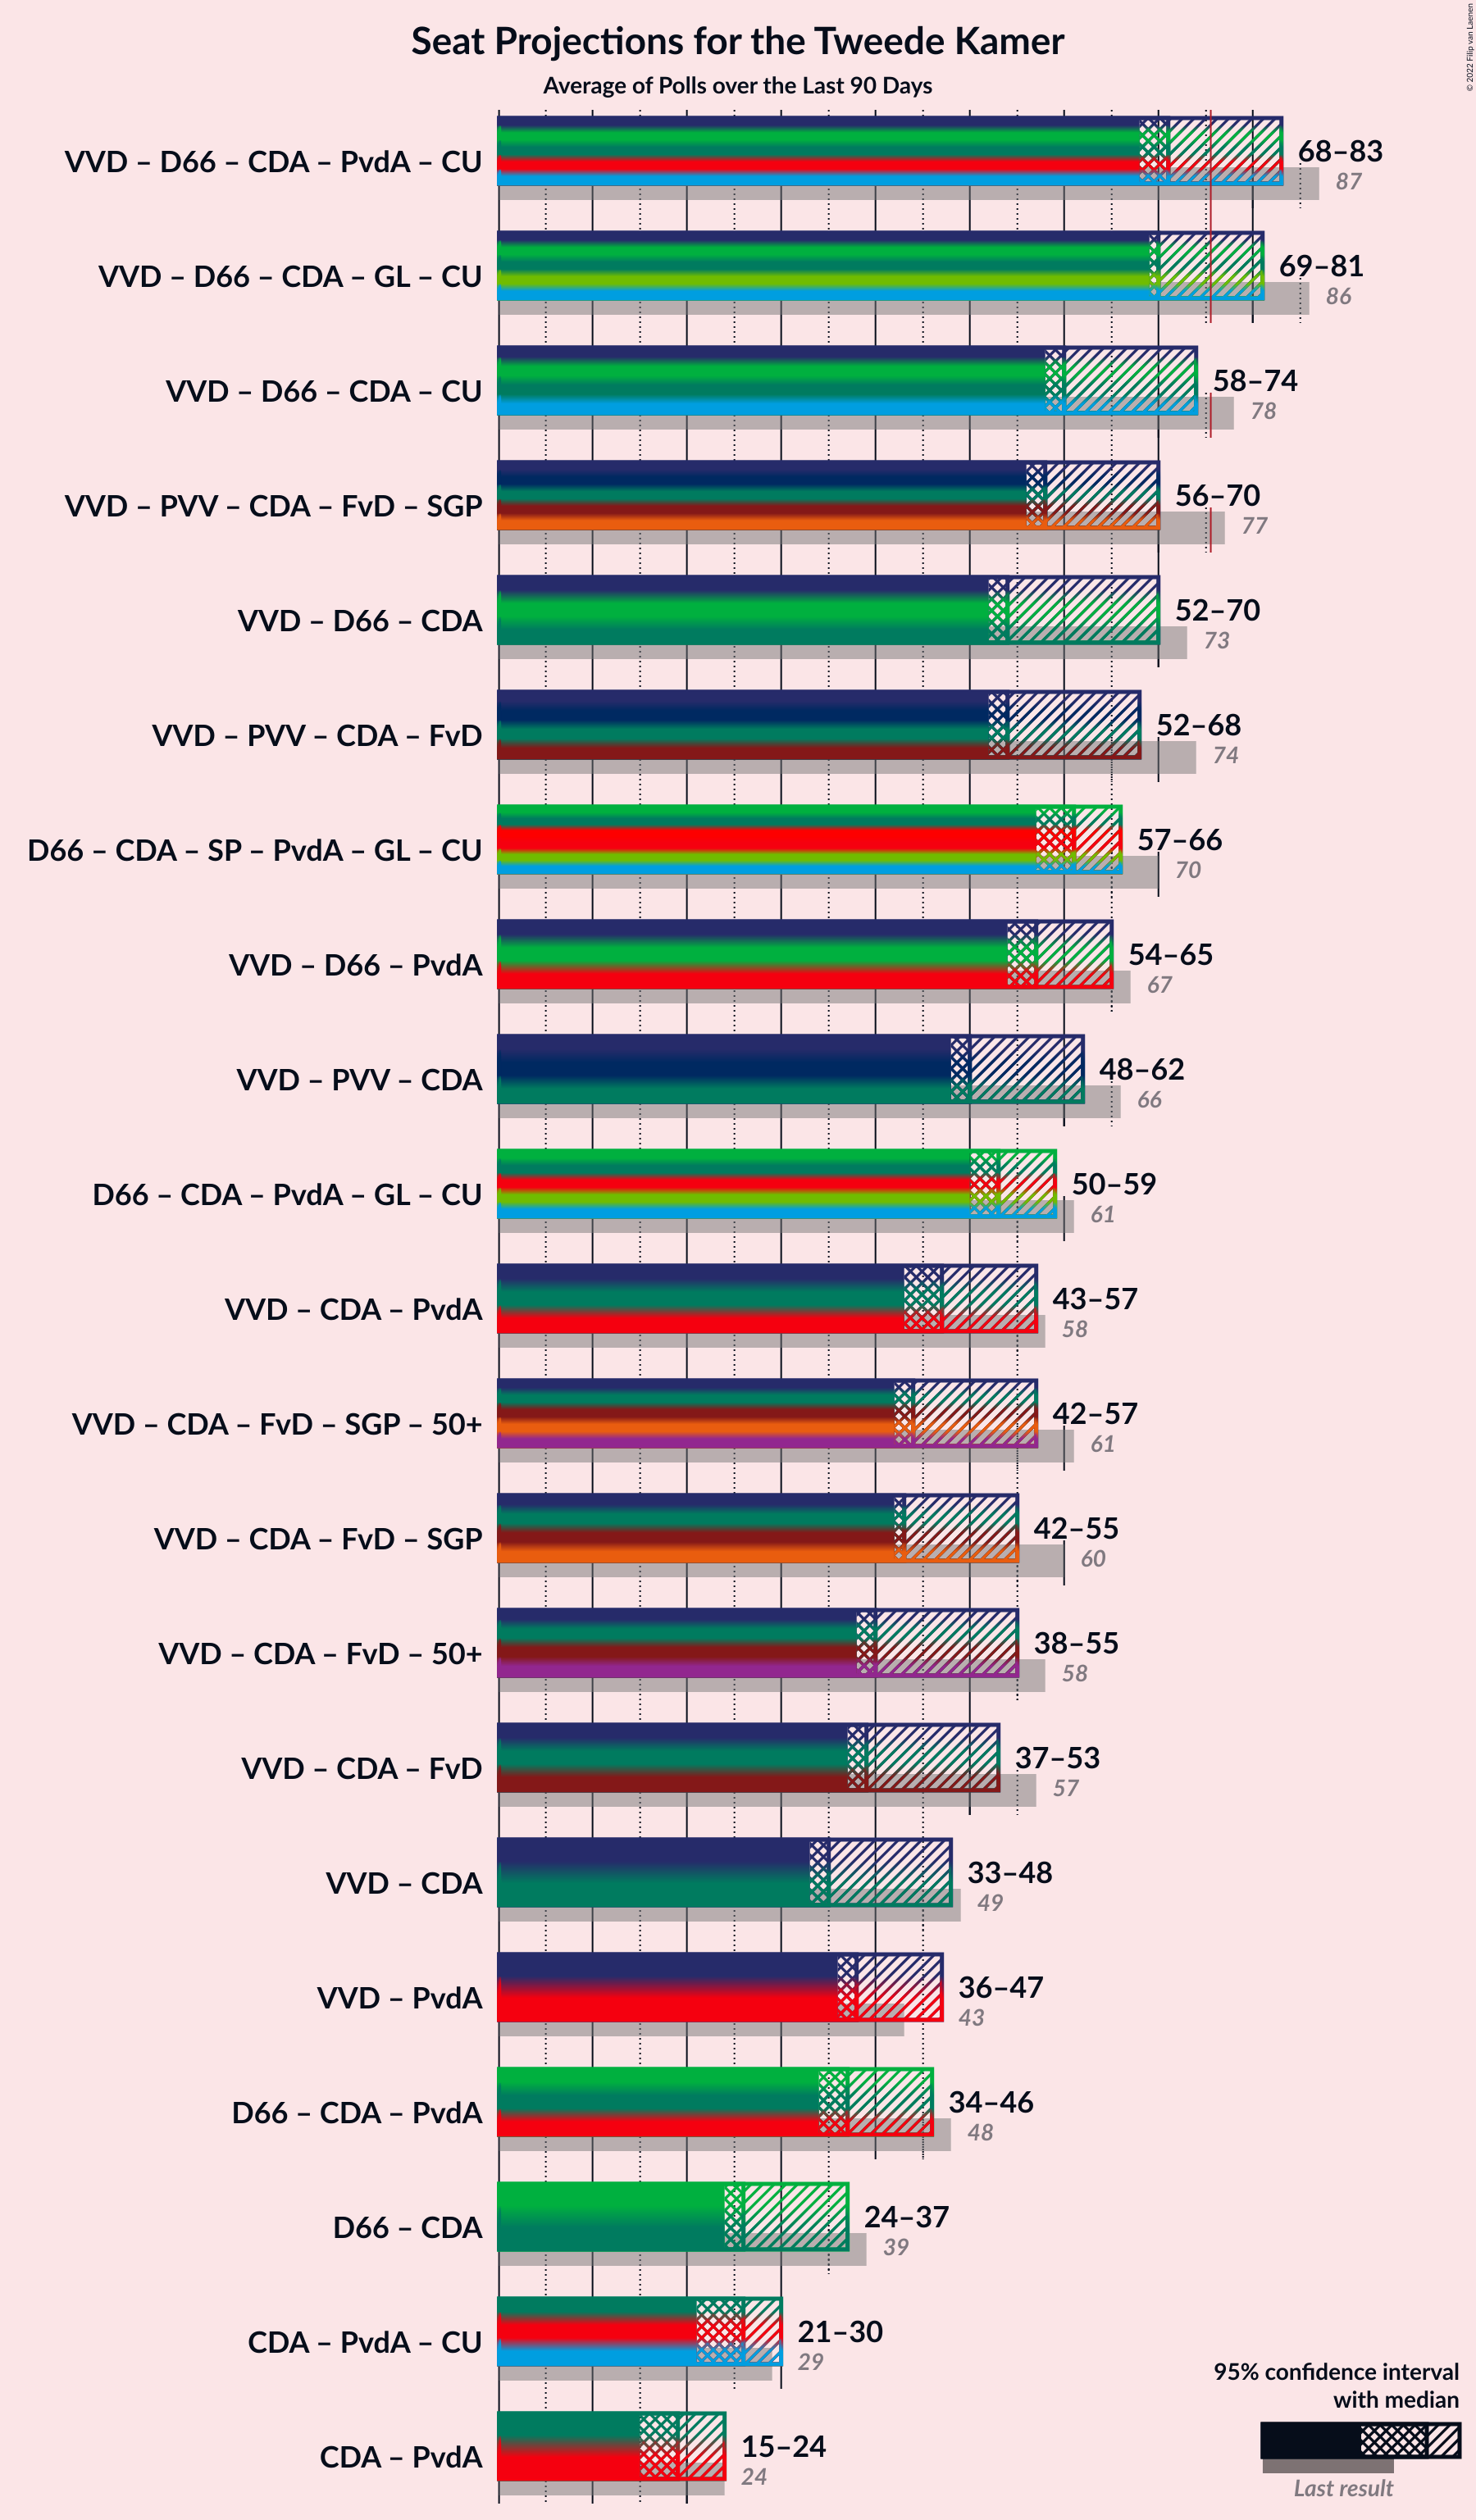 Seat Projections for the Tweede Kamer
Average of Polls over the Last 90 Days
© 2022 Filip van Laenen
VVD – D66 – CDA – PvdA – CU
68–83
87
VVD – D66 – CDA – GL – CU
69–81
86
VVD – D66 – CDA – CU
58–74
78
VVD – PVV – CDA – FvD – SGP
56–70
77
VVD – D66 – CDA
52–70
73
VVD – PVV – CDA – FvD
52–68
74
D66 – CDA – SP – PvdA – GL – CU
57–66
70
VVD – D66 – PvdA
54–65
67
VVD – PVV – CDA
48–62
66
D66 – CDA – PvdA – GL – CU
50–59
61
VVD – CDA – PvdA
43–57
58
VVD – CDA – FvD – SGP – 50+
42–57
61
VVD – CDA – FvD – SGP
42–55
60
VVD – CDA – FvD – 50+
38–55
58
VVD – CDA – FvD
37–53
57
VVD – CDA
33–48
49
VVD – PvdA
36–47
43
D66 – CDA – PvdA
34–46
48
D66 – CDA
24–37
39
CDA – PvdA – CU
21–30
29
CDA – PvdA
15–24
24
95% confidence interval
with median
Last result